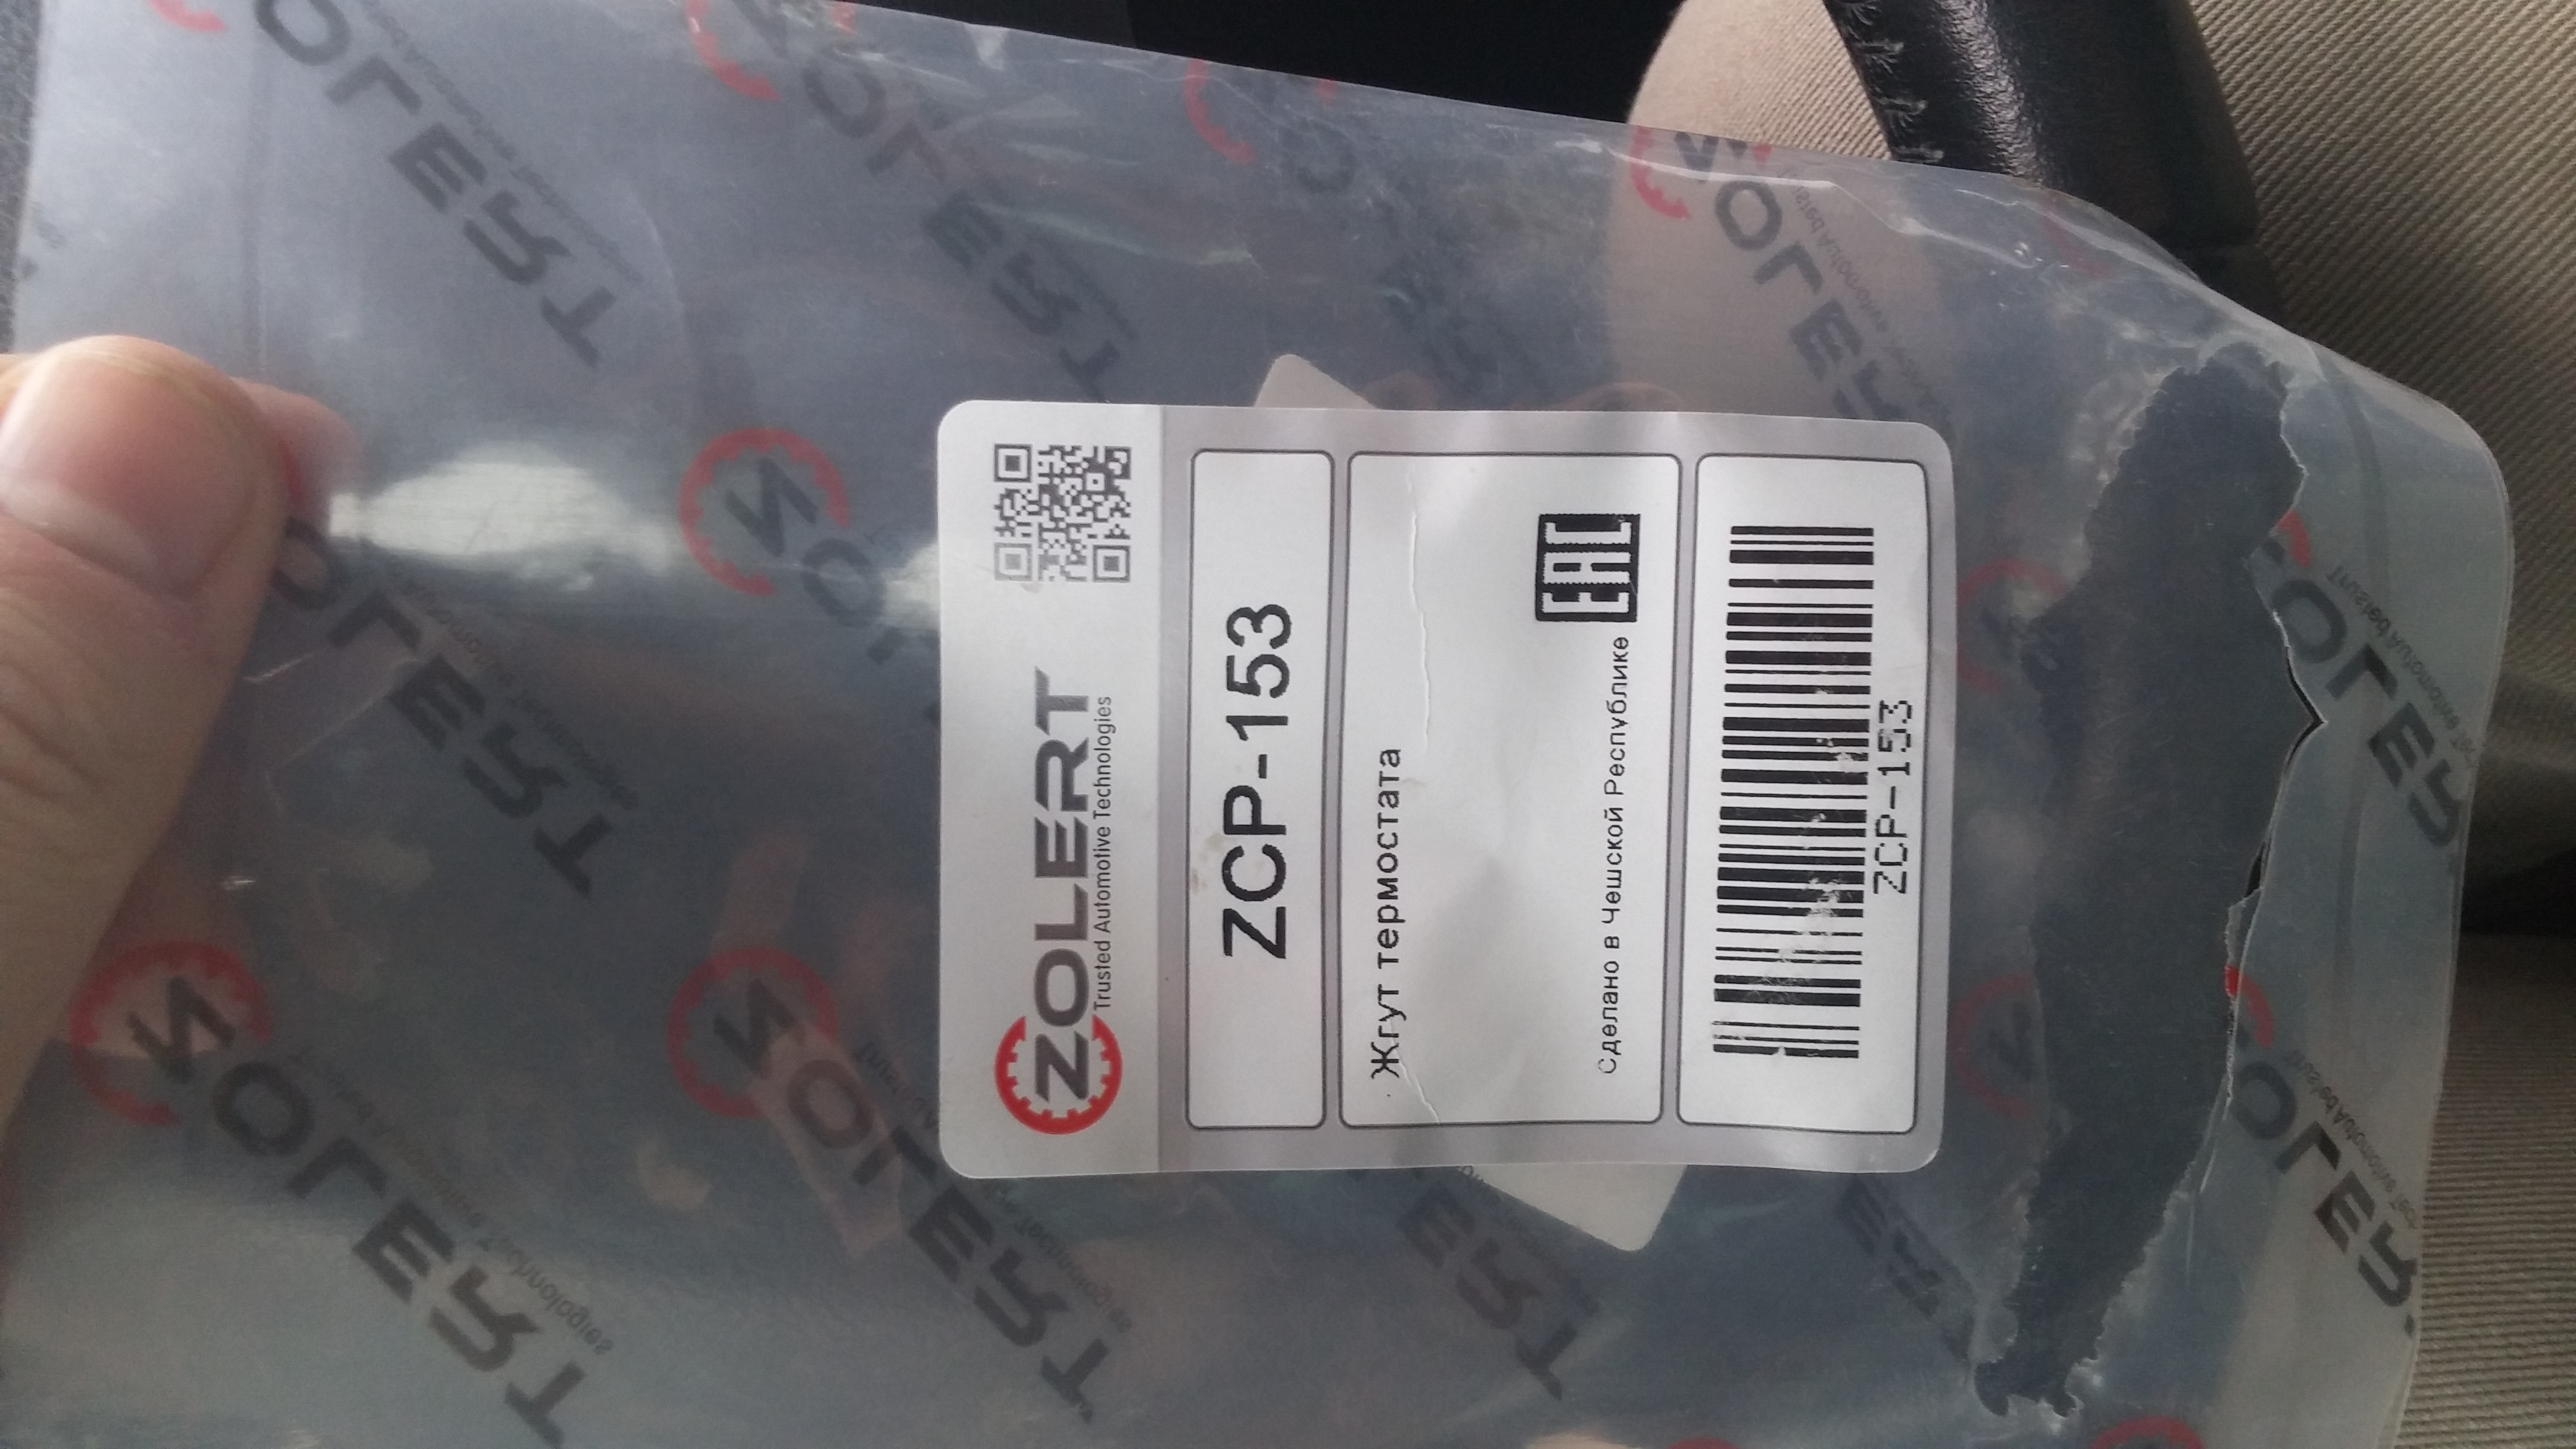 ZOLERT
Trusted Automotive Technologies
ZCP-153
Жгут термостата
Сделано в Чешской Республике
EAC
ZCP-153